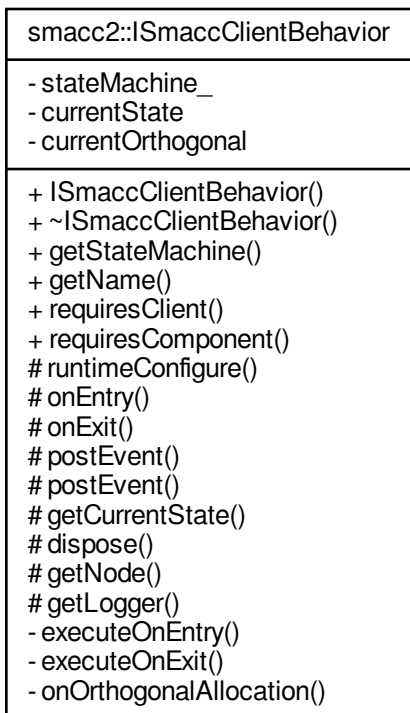 smacc2::ISmaccClientBehavior
- stateMachine_
- currentState
- currentOrthogonal
+ ISmaccClientBehavior()
+ ~ISmaccClientBehavior()
+ getStateMachine()
+ getName()
+ requiresClient()
+ requiresComponent()
# runtimeConfigure()
# onEntry()
# onExit()
# postEvent()
# postEvent()
# getCurrentState()
# dispose()
# getNode()
# getLogger()
- executeOnEntry()
- executeOnExit()
- onOrthogonalAllocation()